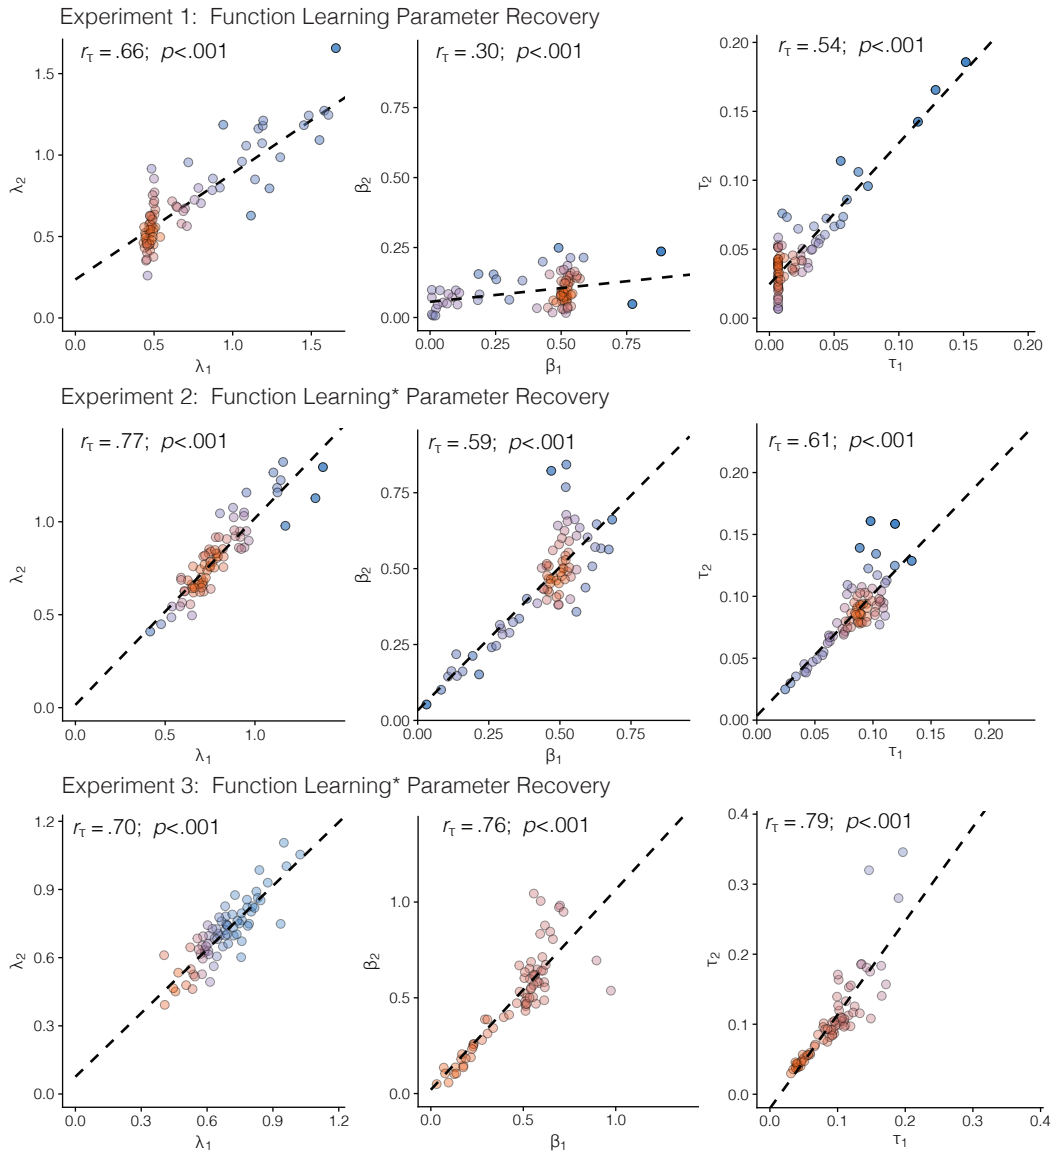 Experiment 1: Function Learning Parameter Recovery
rτ = .66; p<.001
rτ = .30; p<.001
rτ = .54; p<.001
λ2
1.5
1.0
0.5
0.0
0.0 0.5 1.0 1.5
λ1
β2
0.75
0.50
0.25
0.00
0.00 0.25 0.50 0.75
β1
τ2
0.20
0.15
0.10
0.05
0.00
0.00 0.05 0.10 0.15 0.20
τ1
Experiment 2: Function Learning* Parameter Recovery
rτ = .77; p<.001
rτ = .59; p<.001
rτ = .61; p<.001
λ2
1.0
0.5
0.0
0.0 0.5 1.0
λ1
β2
0.75
0.50
0.25
0.00
0.00 0.25 0.50 0.75
β1
τ2
0.20
0.15
0.10
0.05
0.00
0.00 0.05 0.10 0.15 0.20
τ1
Experiment 3: Function Learning* Parameter Recovery
rτ = .70; p<.001
rτ = .76; p<.001
rτ = .79; p<.001
λ2
1.2
0.9
0.6
0.3
0.0
0.0 0.3 0.6 0.9 1.2
λ1
β2
1.0
0.5
0.0
0.0 0.5 1.0
β1
τ2
0.4
0.3
0.2
0.1
0.0
0.0 0.1 0.2 0.3 0.4
τ1